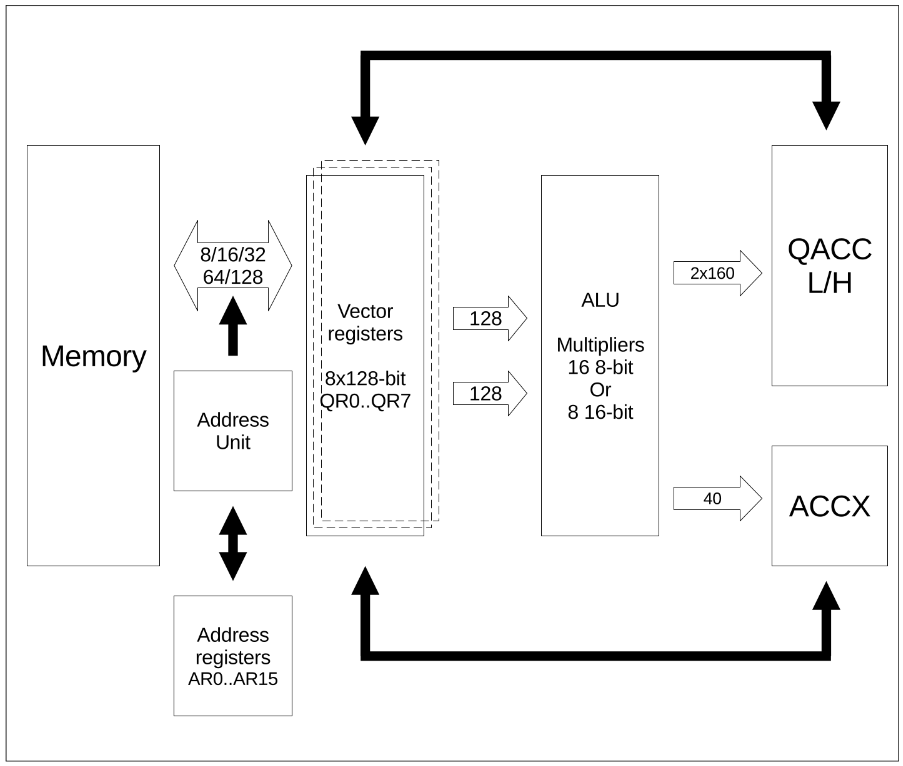 Memory
8/16/32
64/128
Address
Unit
Address
registers
AR0..AR15
Vector
registers
8x128-bit
QR0..QR7
128
128
ALU
Multipliers
16 8-bit
Or
8 16-bit
2x160
40
QACC
L/H
ACCX